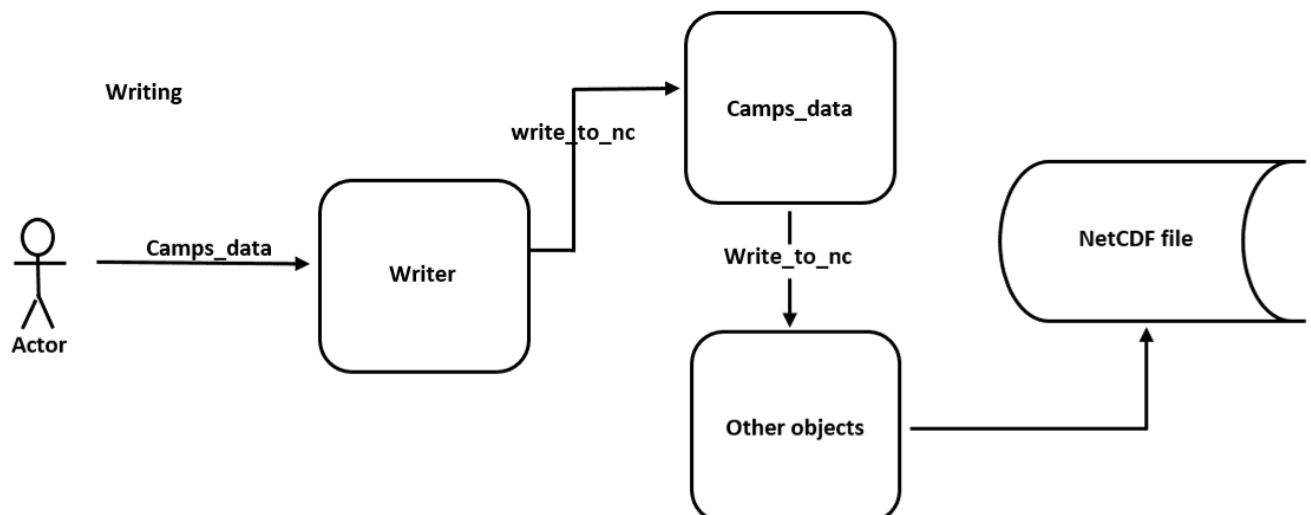 Writing
Camps_data
write_to_nc
Camps_data
Actor
Writer
Write_to_nc
NetCDF file
Other objects